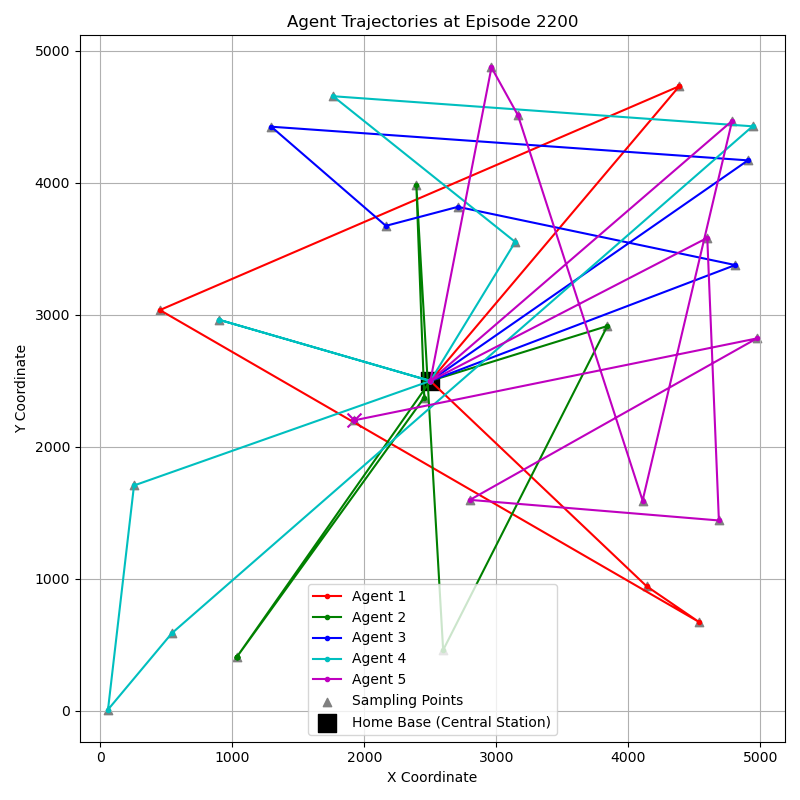 Agent Trajectories at Episode 2200
5000
4000
3000
2000
1000
0
Y Coordinate
0 1000 2000 3000 4000 5000
X Coordinate
Agent 1
Agent 2
Agent 3
Agent 4
Agent 5
Sampling Points
Home Base (Central Station)